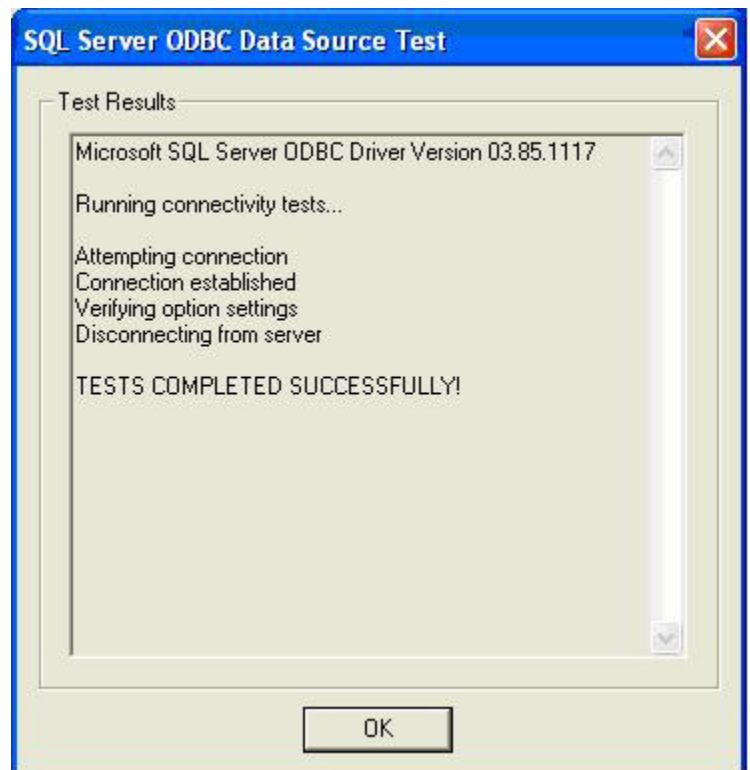 SQL Server ODBC Data Source Test
Test Results
Microsoft SQL Server ODBC Driver Version 03.85.1117
Running connectivity tests...
Attempting connection
Connection established
Verifying option settings
Disconnecting from server
TESTS COMPLETED SUCCESSFULLY!
OK